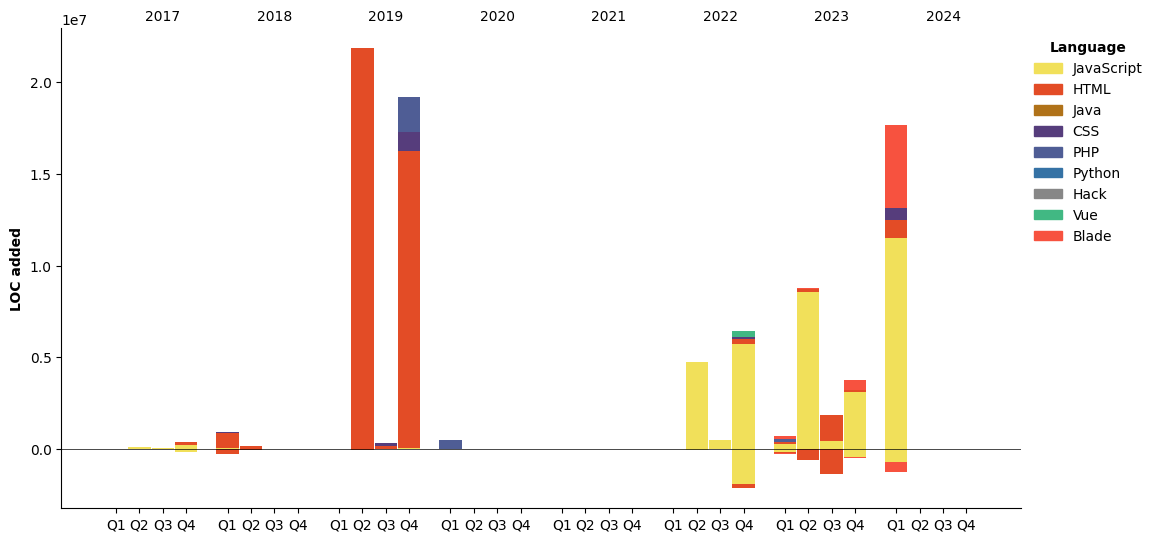 1e7
2017 2018 2019 2020 2021 2022 2023 2024
2.0
1.5
1.0
0.5
0.0
LOC added
Q1 Q2 Q3 Q4 Q1 Q2 Q3 Q4 Q1 Q2 Q3 Q4 Q1 Q2 Q3 Q4 Q1 Q2 Q3 Q4 Q1 Q2 Q3 Q4 Q1 Q2 Q3 Q4 Q1 Q2 Q3 Q4
Language
JavaScript
HTML
Java
CSS
PHP
Python
Hack
Vue
Blade